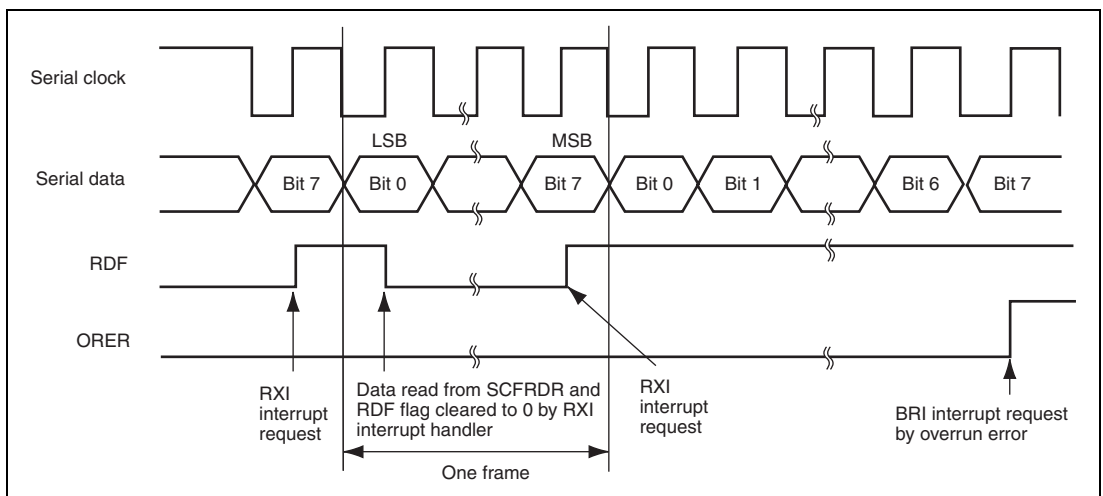 Serial clock
LSB
MSB
Serial data
Bit 7
Bit 0
Bit 7
Bit 0
Bit 1
Bit 6
Bit 7
RDF
ORER
RXI
interrupt
request
Data read from SCFRDR and
RDF flag cleared to 0 by RXI
interrupt handler
RXI
interrupt
request
BRI interrupt request
by overrun error
One frame